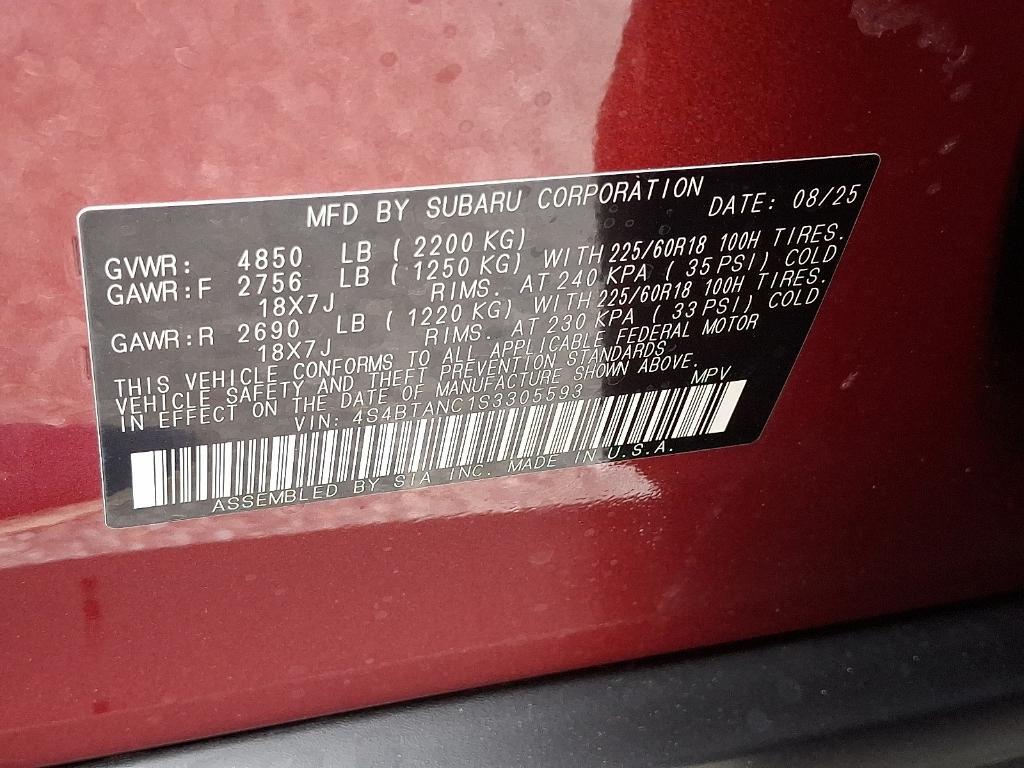 MFD BY SUBARU CORPORATION DATE: 08/25
GVWR: 4850 LB (2200 KG)
GAWR:F 2756 LB (1250 KG) WITH 225/60R18 100H TIRES.
18X7J RIMS. AT 240 KPA (35 PSI) COLD
GAWR:R 2690 LB (1220 KG) WITH 225/60R18 100H TIRES.
18X7J RIMS. AT 230 KPA (33 PSI) COLD
THIS VEHICLE CONFORMS TO ALL APPLICABLE FEDERAL MOTOR
VEHICLE SAFETY AND THEFT PREVENTION STANDARDS
IN EFFECT ON THE DATE OF MANUFACTURE SHOWN ABOVE.
VIN: 4S4BTANC1S3305593 MPV
ASSEMBLED BY SIA INC. MADE IN U.S.A.